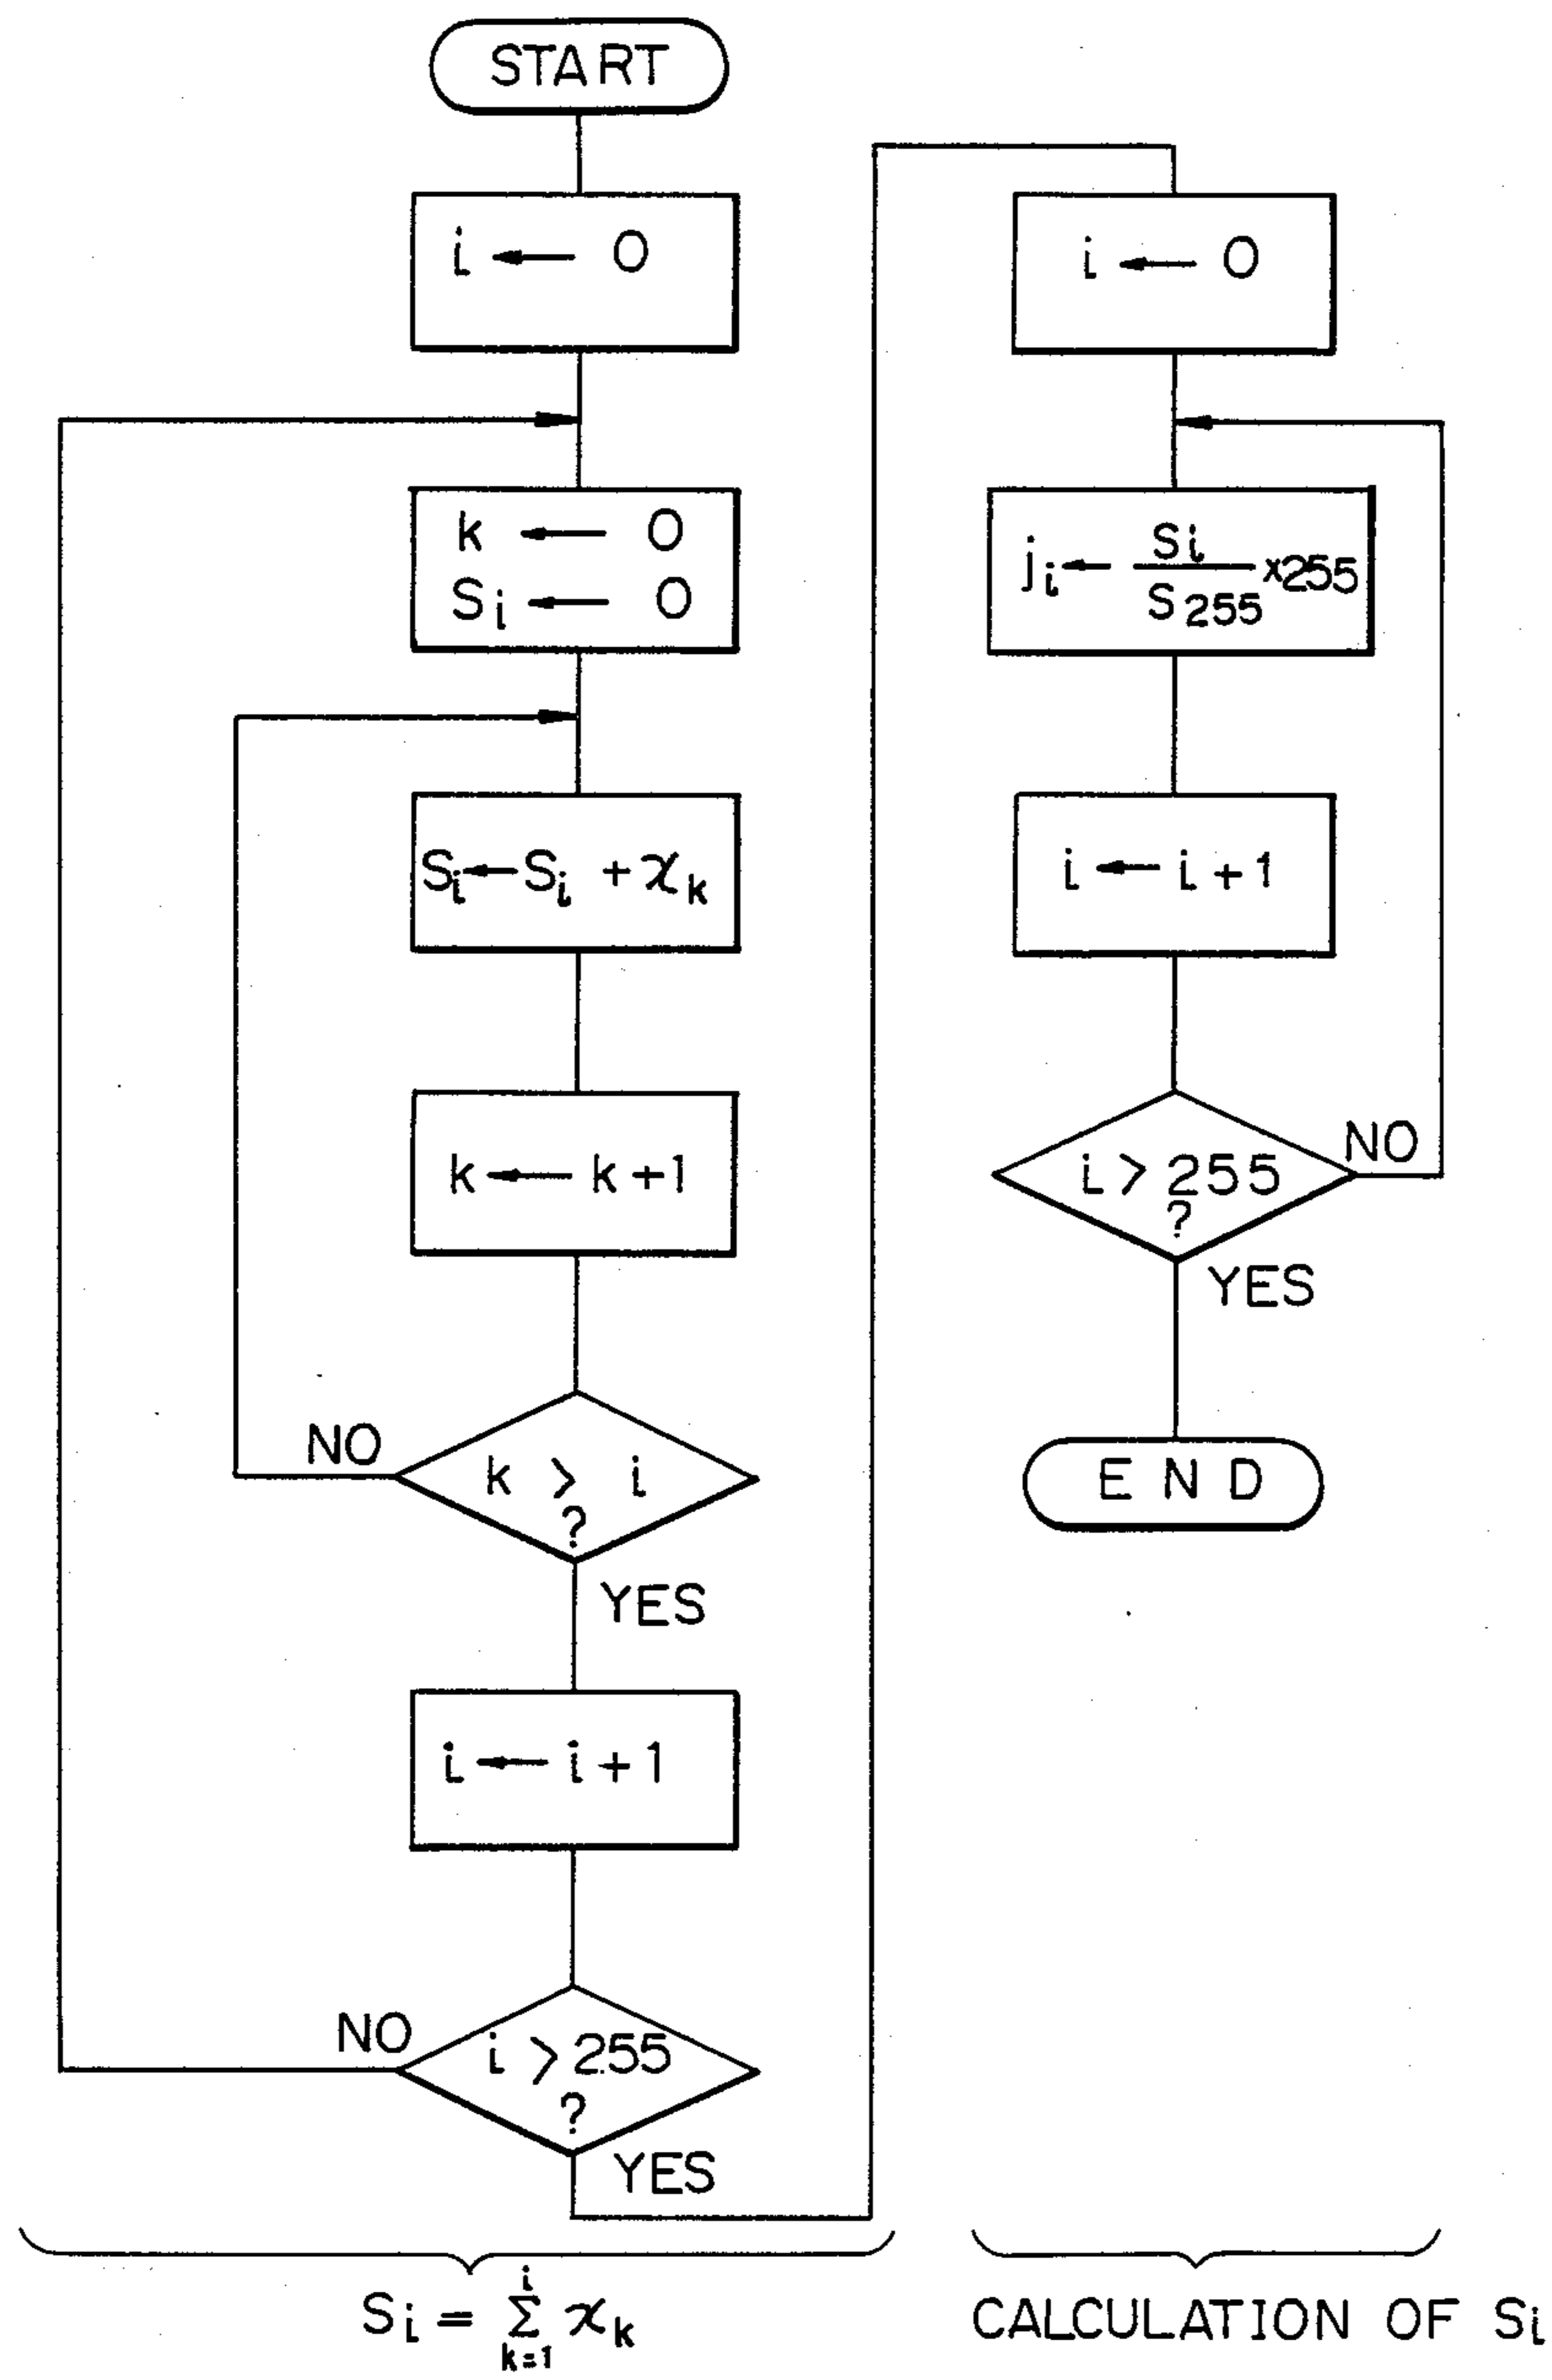 START
i ← 0
k ← 0
Si ← 0
Si ← Si + xk
k ← k+1
NO
k > i
?
YES
i ← i+1
NO
i > 255
?
YES
Si = Σ(k=1 to i) xk
i ← 0
ji ← Si/S255 ×255
i ← i+1
i > 255
?
NO
YES
END
CALCULATION OF Si